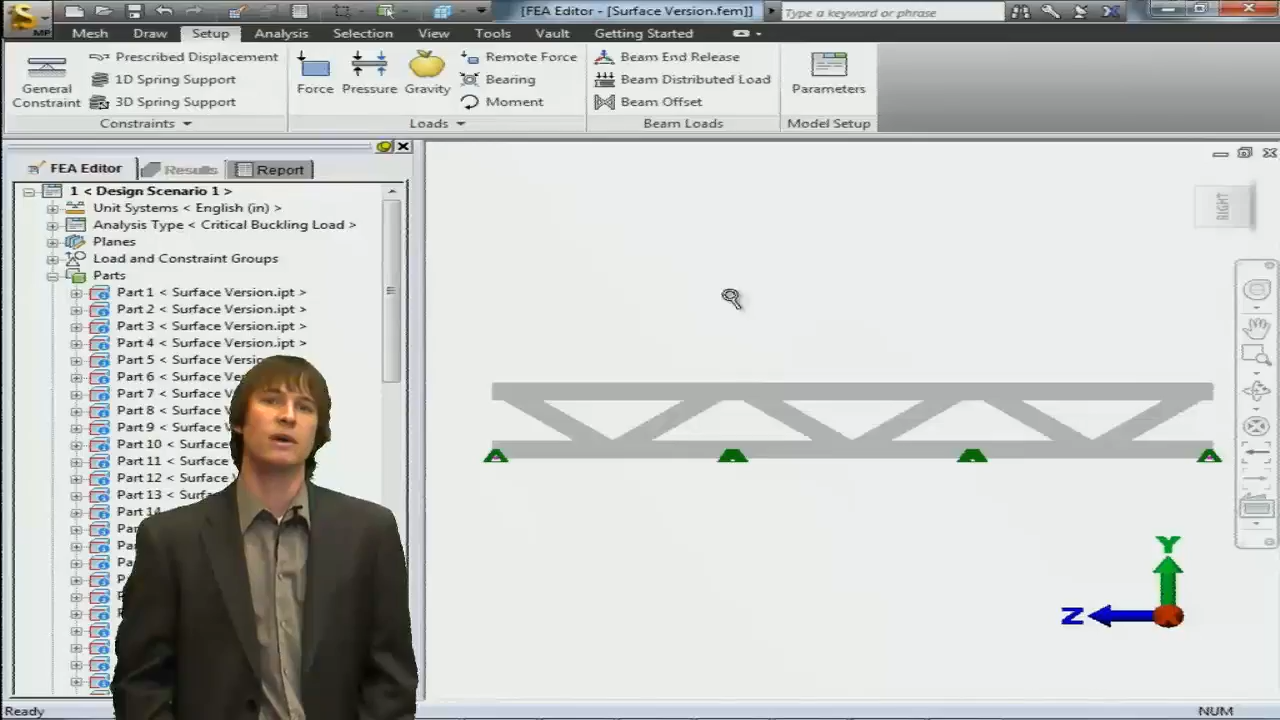 MP
[FEA Editor - [Surface Version.fem]]
Type a keyword or phrase
Mesh Draw Setup Analysis Selection View Tools Vault Getting Started
General Constraint
Prescribed Displacement
1D Spring Support
3D Spring Support
Constraints
Force
Pressure
Gravity
Remote Force
Bearing
Moment
Loads
Beam End Release
Beam Distributed Load
Beam Offset
Beam Loads
Parameters
Model Setup
FEA Editor Results Report
1 < Design Scenario 1 >
Unit Systems < English (in) >
Analysis Type < Critical Buckling Load >
Planes
Load and Constraint Groups
Parts
Part 1 < Surface Version.ipt >
Part 2 < Surface Version.ipt >
Part 3 < Surface Version.ipt >
Part 4 < Surface Version.ipt >
Part 5 < Surface Versio
Part 6 < Surface Ve
Part 7 < Surface V
Part 8 < Surface
Part 9 < Surface
Part 10 < Surface
Part 11 < Surface
Part 12 < Surface
Part 13 < Surfa
Part 14
Par
Par
Par
Par
RIGHT
Y
Z
Ready
NUM